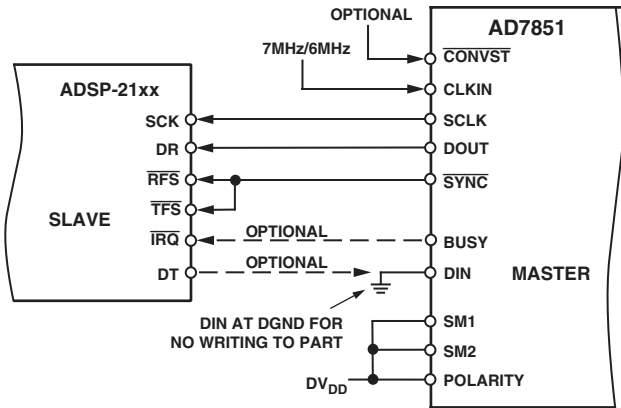 OPTIONAL
AD7851
7MHz/6MHz
CONVST
ADSP-21xx
CLKIN
SCK
SCLK
DR
DOUT
RFS
SYNC
TFS
SLAVE
OPTIONAL
IRQ
BUSY
OPTIONAL
DT
DIN
MASTER
DIN AT DGND FOR
NO WRITING TO PART
SM1
SM2
DVDD
POLARITY